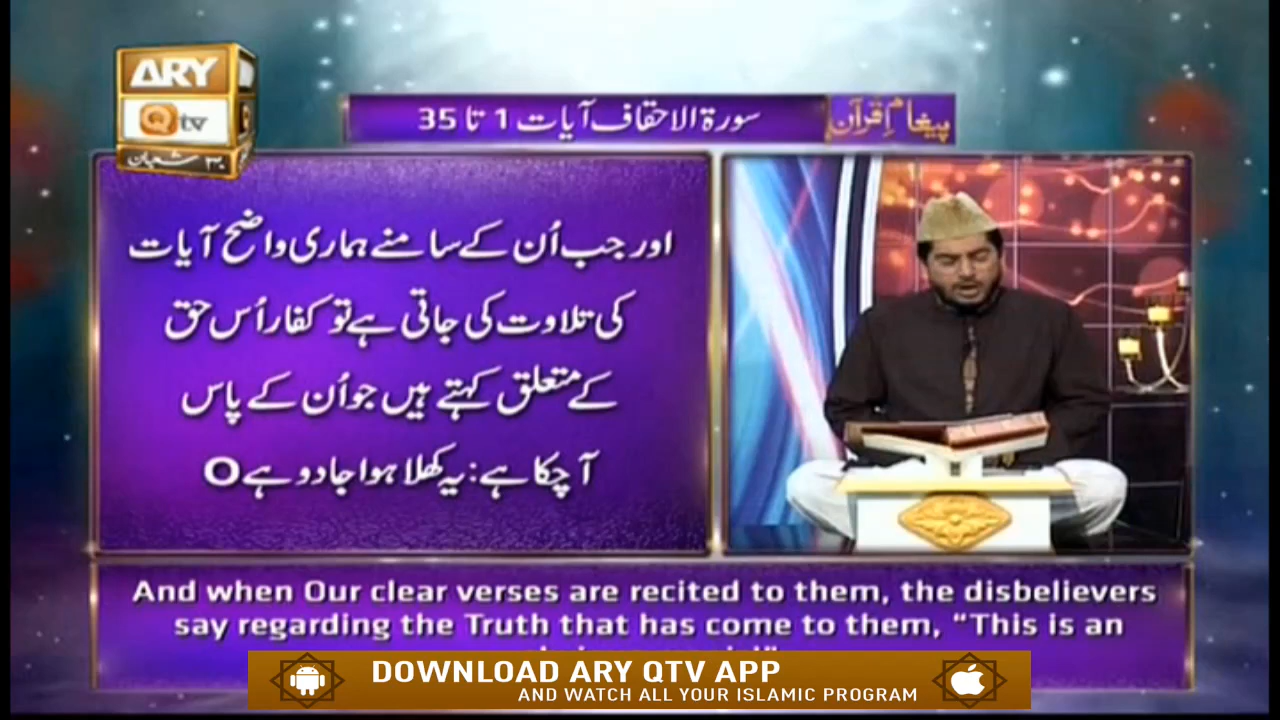 ARY
Qtv
۳۰ شعبان
سورۃ الاحقاف آیات 1 تا 35
پیغام قرآن
اور جب اُن کے سامنے ہماری واضح آیات
کی تلاوت کی جاتی ہے تو کفار اُس حق
کے متعلق کہتے ہیں جو اُن کے پاس
آ چکا ہے: یہ کھلا ہوا جادو ہے O
And when Our clear verses are recited to them, the disbelievers
say regarding the Truth that has come to them, “This is an
DOWNLOAD ARY QTV APP
AND WATCH ALL YOUR ISLAMIC PROGRAM